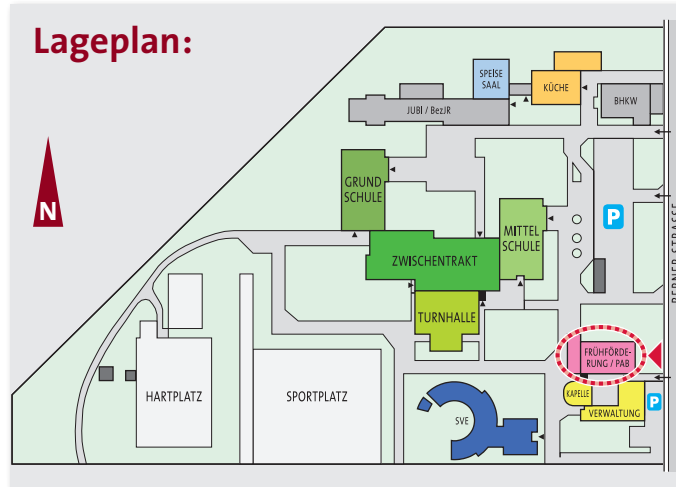 Lageplan:
SPEISE
SAAL
KÜCHE
JUBI / BezJR
BHKW
N
GRUND
SCHULE
MITTEL
SCHULE
P
ZWISCHENTRAKT
BERNER STRASSE
TURNHALLE
FRÜHFÖRDE-
RUNG / PAB
HARTPLATZ
SPORTPLATZ
KAPELLE
P
SVE
VERWALTUNG